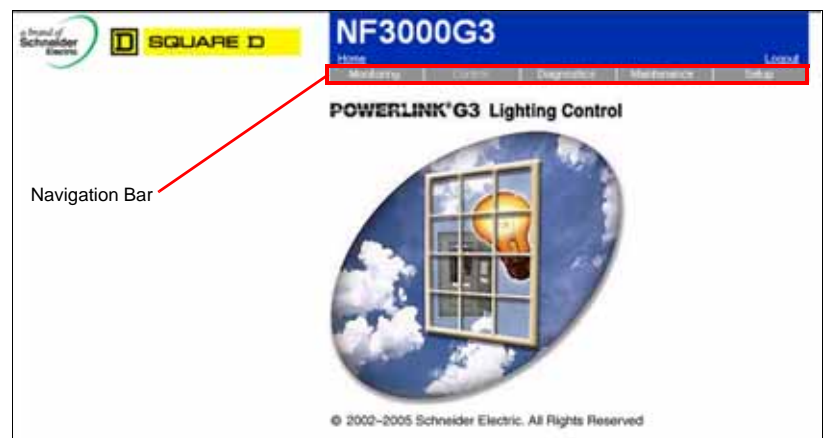 a brand of
Schneider
Electric
D SQUARE D
NF3000G3
Home Logout
Monitoring | Control | Diagnostics | Maintenance | Setup
POWERLINK® G3 Lighting Control
Navigation Bar
© 2002–2005 Schneider Electric. All Rights Reserved